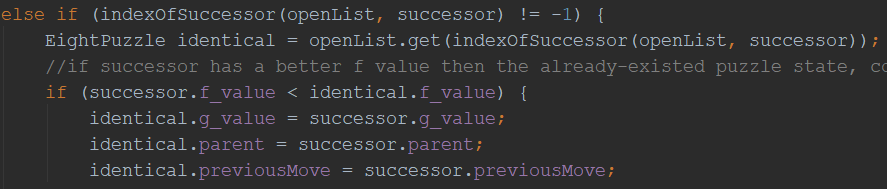 else if (indexOfSuccessor(openList, successor) != -1) {
EightPuzzle identical = openList.get(indexOfSuccessor(openList, successor));
//if successor has a better f value then the already-existed puzzle state, co
if (successor.f_value < identical.f_value) {
identical.g_value = successor.g_value;
identical.parent = successor.parent;
identical.previousMove = successor.previousMove;